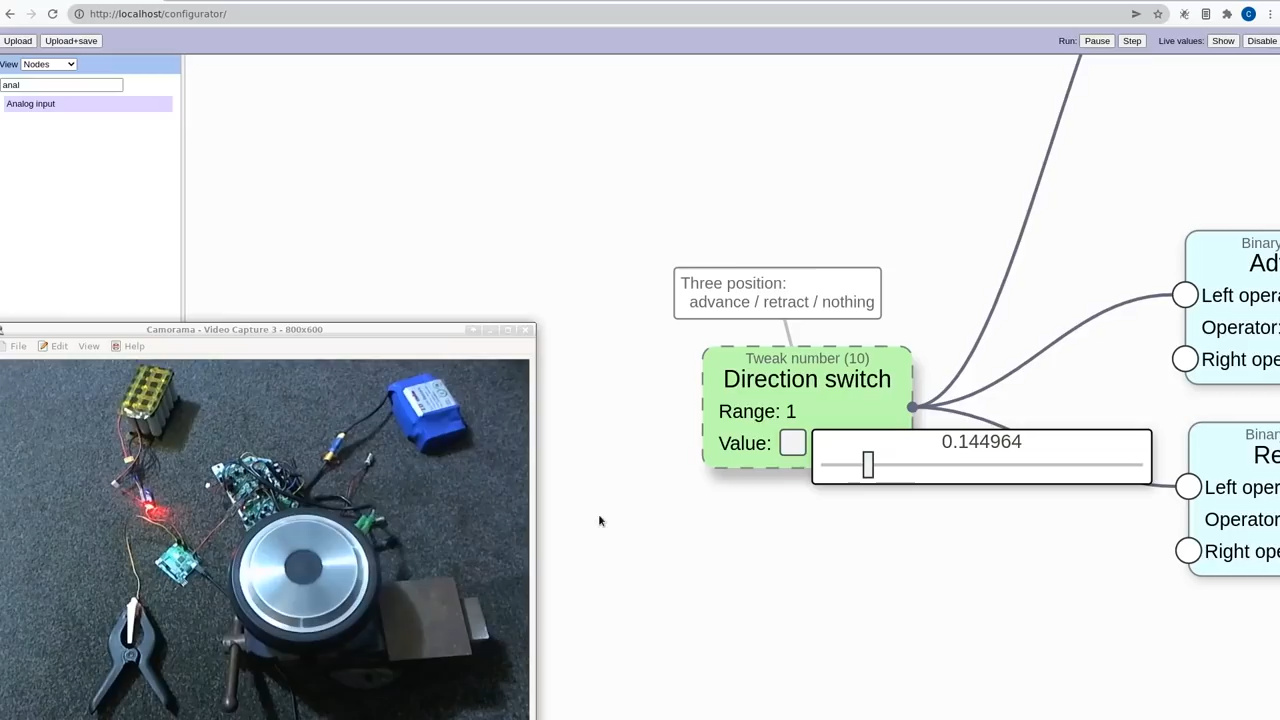 http://localhost/configurator/
Upload Upload+save Run: Pause Step Live values: Show Disable
View Nodes
anal
Analog input
Three position:
advance / retract / nothing
Tweak number (10)
Direction switch
Range: 1
Value:
0.144964
Binary
Ad
Left opera
Operator:
Right ope
Binar
Re
Left oper
Operator
Right ope
Camorama - Video Capture 3 - 800x600
File Edit View Help